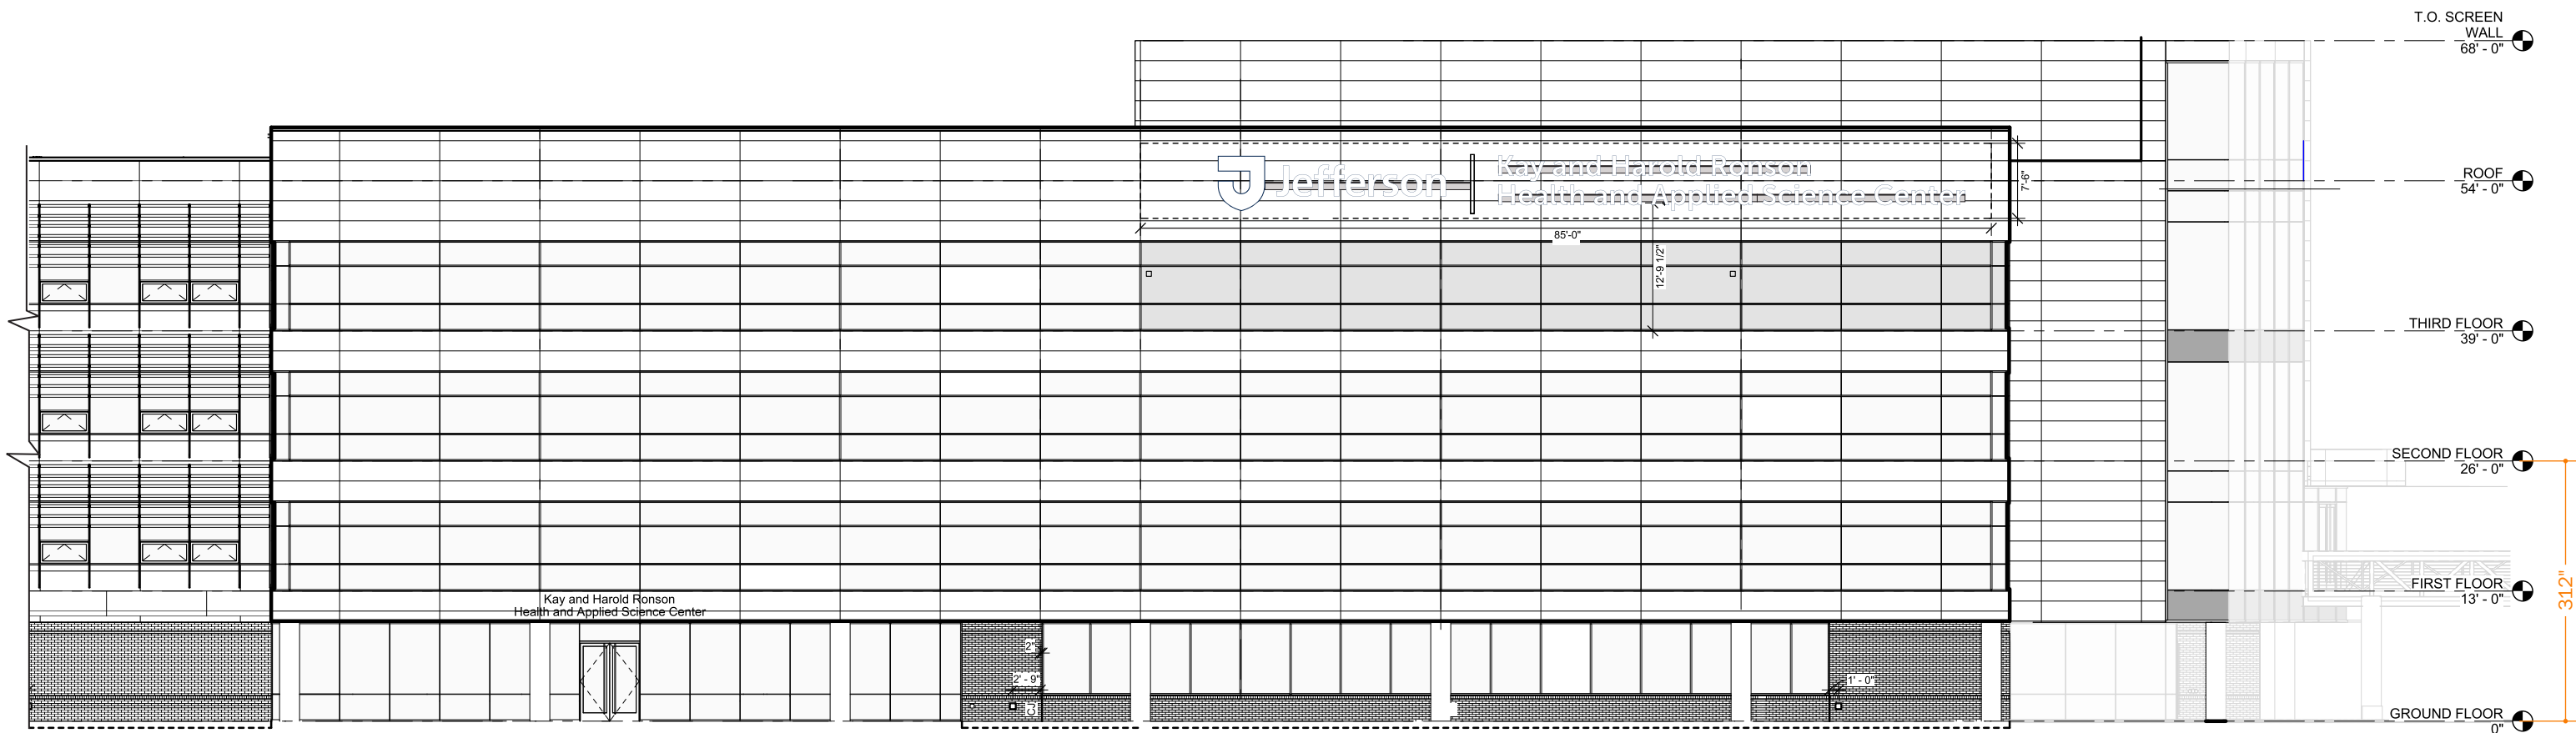 T.O. SCREEN
WALL
68' - 0"
Jefferson
Kay and Harold Ronson
Health and Applied Science Center
7'-6"
ROOF
54' - 0"
85'-0"
12'-9 1/2"
THIRD FLOOR
39' - 0"
SECOND FLOOR
26' - 0"
312"
FIRST FLOOR
13' - 0"
Kay and Harold Ronson
Health and Applied Science Center
2"
2' - 9"
CJ
1' - 0"
GROUND FLOOR
0"